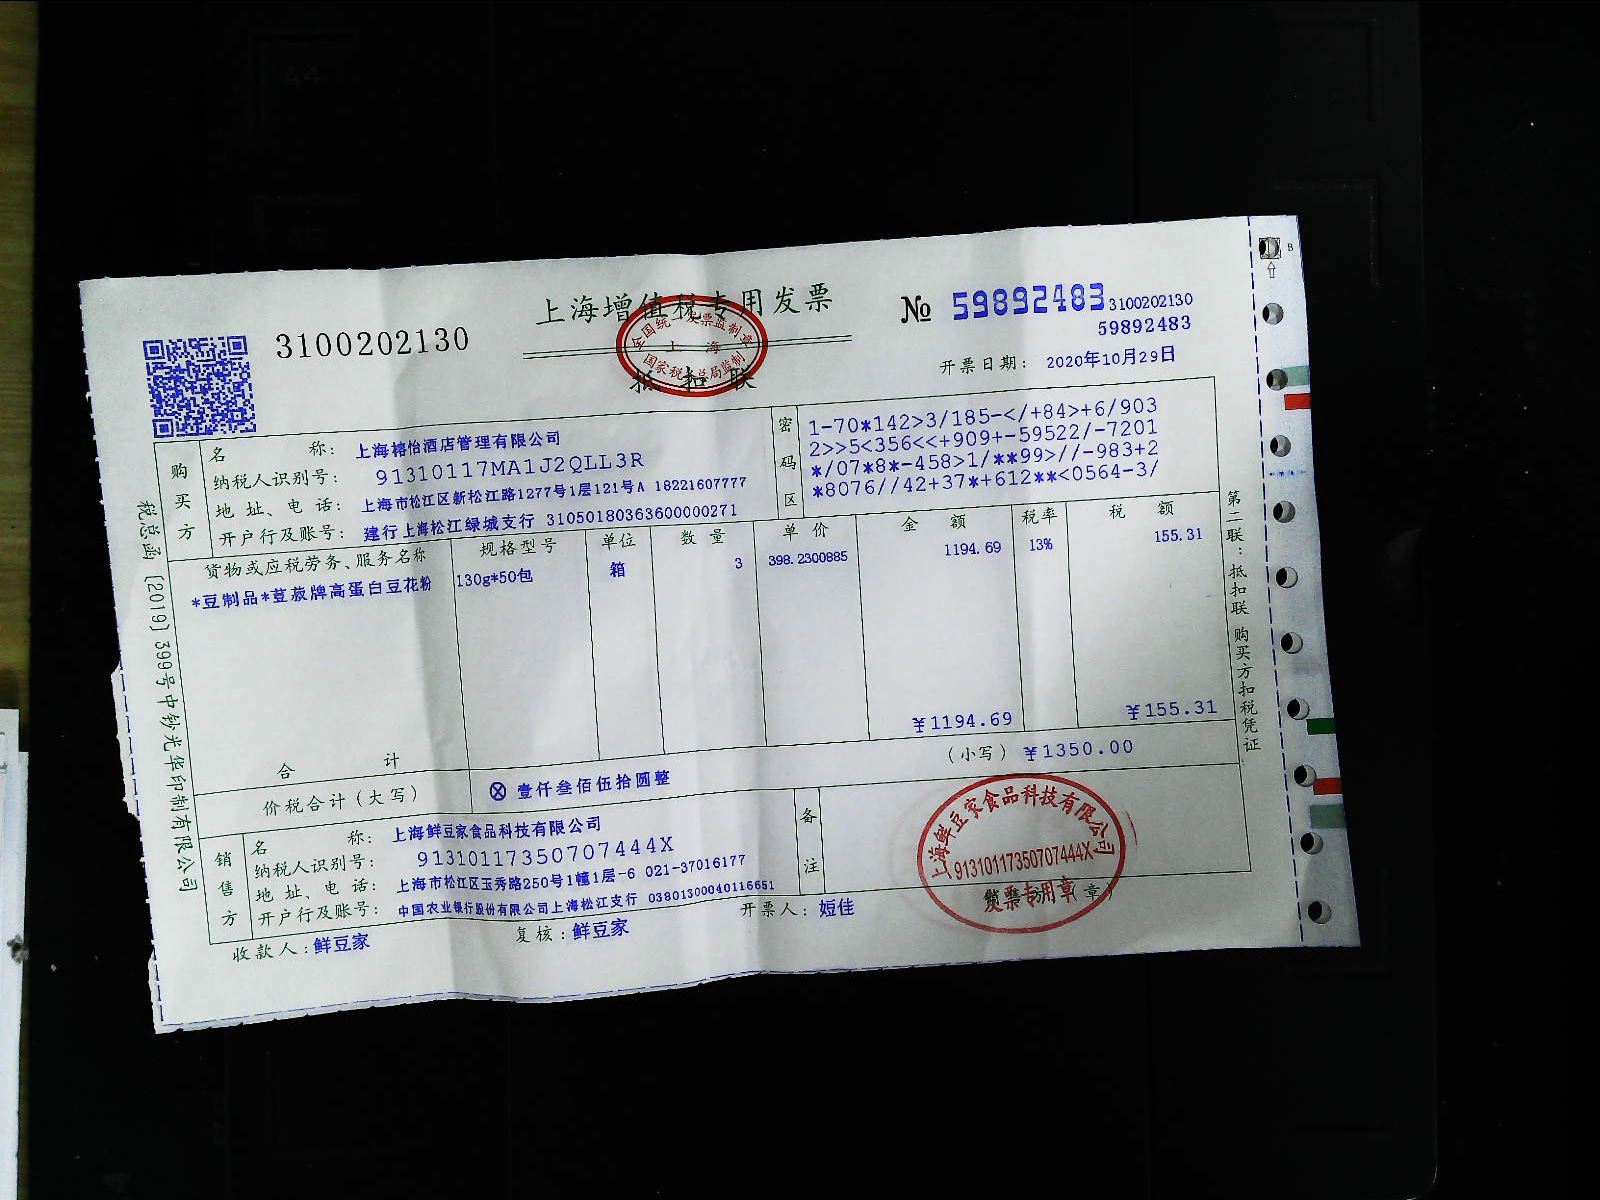 上海增值税专用发票
全国统一发票监制章
上海
国家税务总局监制
抵扣联
3100202130
№ 59892483
3100202130
59892483
开票日期： 2020年10月29日
购买方
名称： 上海榕怡酒店管理有限公司
纳税人识别号： 91310117MA1J2QLL3R
地址、电话： 上海市松江区新松江路1277号1层121号A 18221607777
开户行及账号： 建行上海松江绿城支行 31050180363600000271
密码区
1-70*142>3/185-</+84>+6/903
2>>5<356<<+909+-59522/-7201
*/07*8*-458>1/**99>//-983+2
*8076//42+37*+612**<0564-3/
货物或应税劳务、服务名称 规格型号 单位 数量 单价 金额 税率 税额
*豆制品*荳荿牌高蛋白豆花粉 130g*50包 箱 3 398.2300885 1194.69 13% 155.31
合计 ￥1194.69 ￥155.31
价税合计（大写） ⊗ 壹仟叁佰伍拾圆整 （小写） ￥1350.00
销售方
名称： 上海鲜豆家食品科技有限公司
纳税人识别号： 91310117350707444X
地址、电话： 上海市松江区玉秀路250号1幢1层-6 021-37016177
开户行及账号： 中国农业银行股份有限公司上海松江支行 03801300040116651
备注
上海鲜豆家食品科技有限公司
91310117350707444X
发票专用章
收款人：鲜豆家 复核：鲜豆家 开票人：短佳
税总函〔2019〕399号中钞光华印制有限公司
第二联：抵扣联 购买方扣税凭证
B